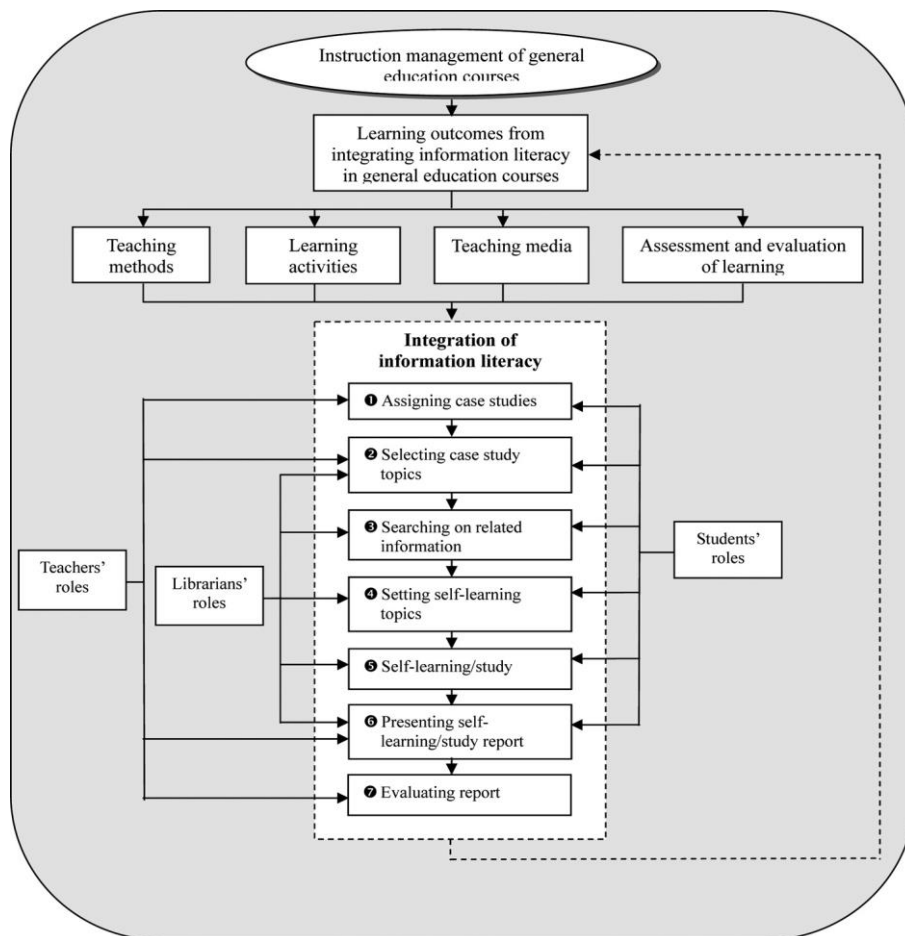 Instruction management of general
education courses
Learning outcomes from
integrating information literacy
in general education courses
Teaching
methods
Learning
activities
Teaching media
Assessment and evaluation
of learning
Integration of
information literacy
❶ Assigning case studies
❷ Selecting case study
topics
❸ Searching on related
information
❹ Setting self-learning
topics
❺ Self-learning/study
❻ Presenting self-
learning/study report
❼ Evaluating report
Teachers’
roles
Librarians’
roles
Students’
roles